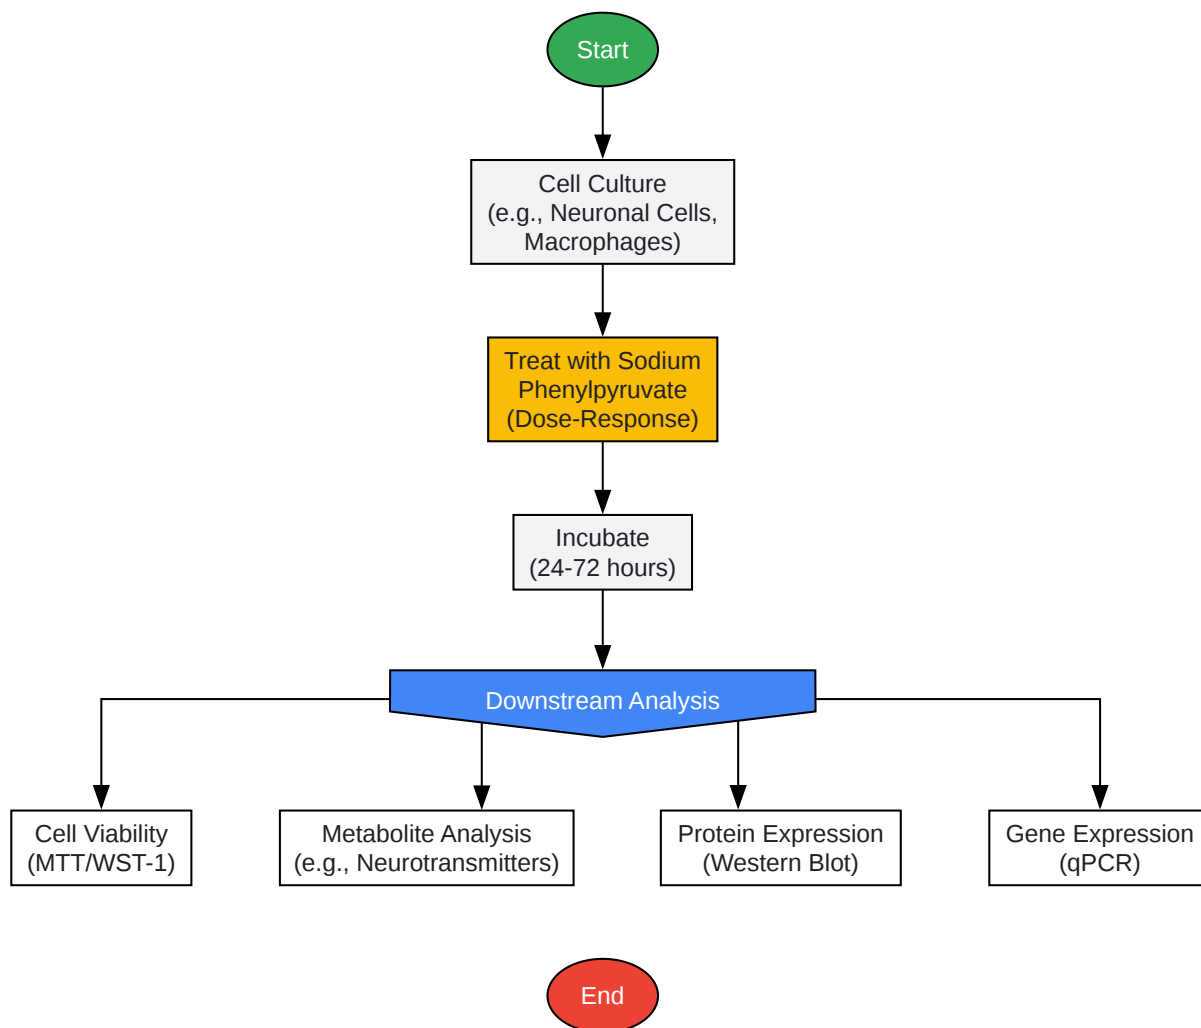 Start
Cell Culture
(e.g., Neuronal Cells,
Macrophages)
Treat with Sodium
Phenylpyruvate
(Dose-Response)
Incubate
(24-72 hours)
Downstream Analysis
Cell Viability
(MTT/WST-1)
Metabolite Analysis
(e.g., Neurotransmitters)
Protein Expression
(Western Blot)
Gene Expression
(qPCR)
End